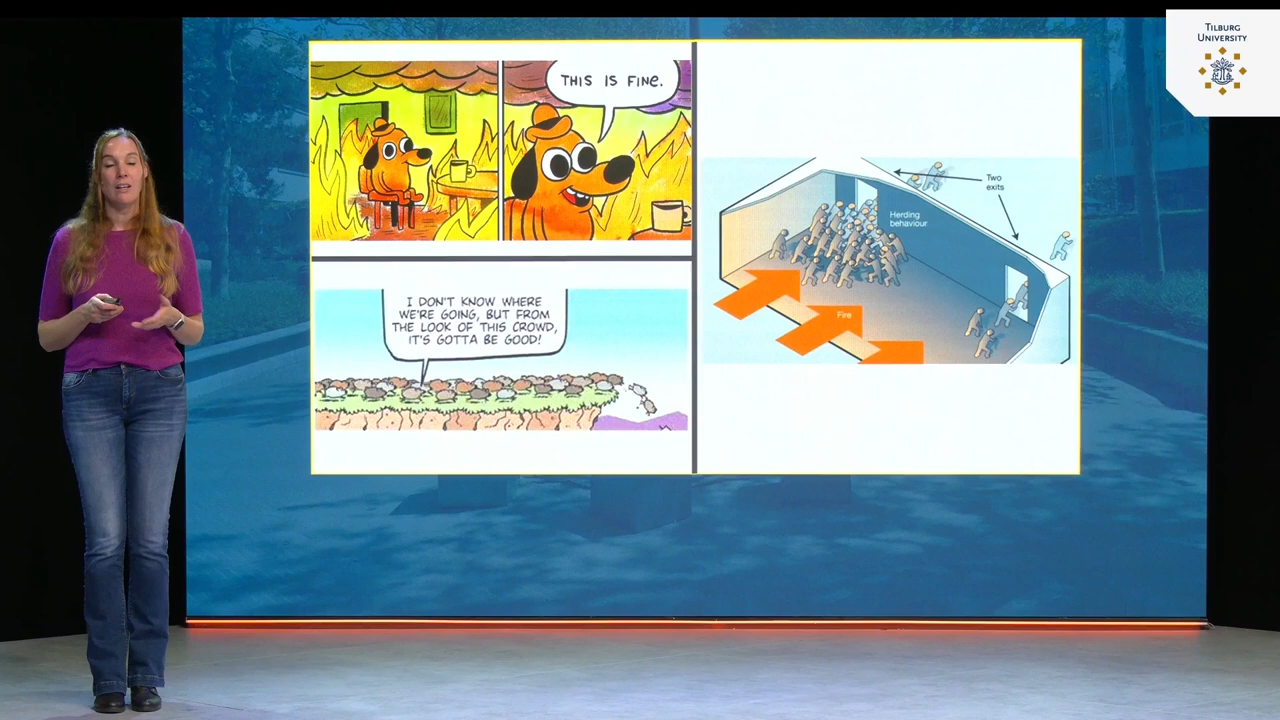 THIS IS FINE.
I DON'T KNOW WHERE
WE'RE GOING, BUT FROM
THE LOOK OF THIS CROWD,
IT'S GOTTA BE GOOD!
Two
exits
Herding
behaviour
Fire
TILBURG
UNIVERSITY